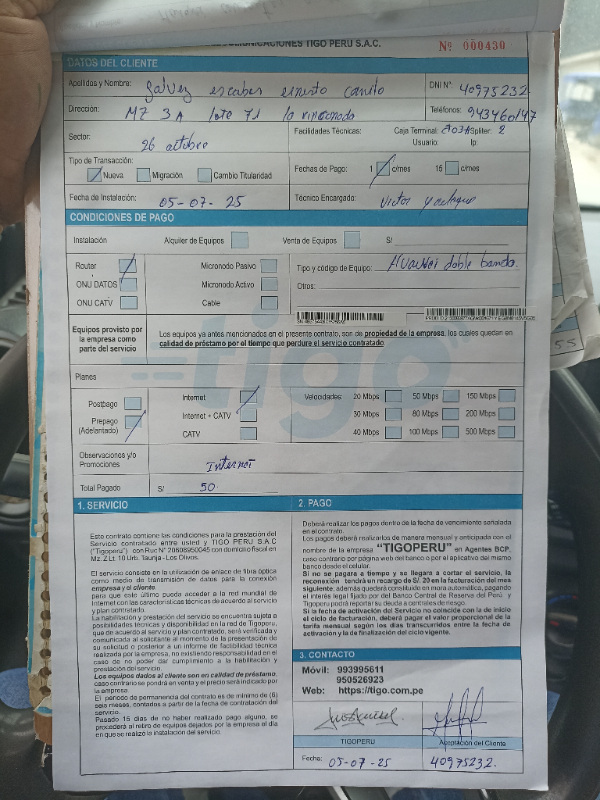 COMUNICACIONES TIGO PERU S.A.C.
Nº 000430
DATOS DEL CLIENTE
Apellidos y Nombre: Galvez escabes ernesto Camilo
DNI Nº: 40975232
Dirección: MZ 3A lote 71 la rinconada
Teléfonos: 943460147
Sector: 26 octubre
Facilidades Técnicas: Caja Terminal: Spliter: 2
Usuario: Ip:
Tipo de Transacción:
Nueva Migración Cambio Titularidad
Fechas de Pago: 1 c/mes 16 c/mes
Fecha de Instalación: 05-07-25
Técnico Encargado: Victor
CONDICIONES DE PAGO
Instalación Alquiler de Equipos Venta de Equipos S/
Router Micronodo Pasivo
ONU DATOS Micronodo Activo
ONU CATV Cable
Tipo y código de Equipo: Huawei doble banda.
Otros:
Equipos provisto por la empresa como parte del servicio
Los equipos ya antes mencionados en el presente contrato, son de propiedad de la empresa, los cuales quedan en
calidad de préstamo por el tiempo que perdure el servicio contratado.
tigo
Planes
Postpago
Prepago (Adelantado)
Internet
Internet + CATV
CATV
Velocidades 20 Mbps 50 Mbps 150 Mbps
30 Mbps 80 Mbps 200 Mbps
40 Mbps 100 Mbps 500 Mbps
Observaciones y/o Promociones Internet
Total Pagado S/ 50.
1. SERVICIO
Este contrato contiene las condiciones para la prestación del
Servicio contratado entre usted y TIGO PERU S.A.C
("Tigoperu") con Ruc N° 20608950045 con domicilio fiscal en
Mz. Z Lt. 10 Urb. Taurija - Los Olivos.
El servicio consiste en la utilización de enlace de fibra óptica
como medio de transmisión de datos para la conexión
empresa y el cliente
para que este último pueda acceder a la red mundial de
Internet con las características técnicas de acuerdo al servicio
y plan contratado.
La habilitación y prestación del servicio se encuentra sujeta a
posibilidades técnicas y disponibilidad en la red de Tigoperu,
que de acuerdo al servicio y plan contratado, será verificada y
comunicada al solicitante al momento de la presentación de
su solicitud o posterior a un informe de factibilidad técnica
realizada por la empresa, no existiendo responsabilidad en el
caso de no poder dar cumplimiento a la habilitación y
prestación del servicio.
Los equipos dados al cliente son en calidad de préstamo,
caso contrario se pondrá en venta y el precio será indicado por
la empresa.
El periodo de permanencia del contrato es de mínimo de (6)
seis meses, contados a partir de la fecha de contratación del
servicio.
Pasado 15 días de no haber realizado pago alguno, se
procederá al retiro de equipos dejados por la empresa el día
en que se realizó la instalación del servicio.
2. PAGO
Deberá realizar los pagos dentro de la fecha de vencimiento señalada
en el contrato.
Los pagos deberá realizarlos de manera mensual y anticipada con el
nombre de la empresa "TIGOPERU" en Agentes BCP,
caso contrario por página web del banco o por el aplicativo del mismo
banco desde el celular.
Si no se pagara a tiempo y se llegara a cortar el servicio, la
reconexión tendrá un recargo de S/. 20 en la facturación del mes
siguiente, además quedará constituido en mora automática, pagando
el interés legal fijado por el Banco Central de Reserva del Perú, y
Tigoperu podrá reportar su deuda a centrales de riesgo.
Si la fecha de activación del Servicio no coincide con la de inicio
el ciclo de facturación, deberá pagar el valor proporcional de la
tarifa mensual según los días transcurridos entre la fecha de
activación y la de finalización del ciclo vigente.
3. CONTACTO
Móvil: 993995611
950526923
Web: https://tigo.com.pe
TIGOPERU
Aceptación del Cliente
Fecha: 05-07-25
40975232.
55